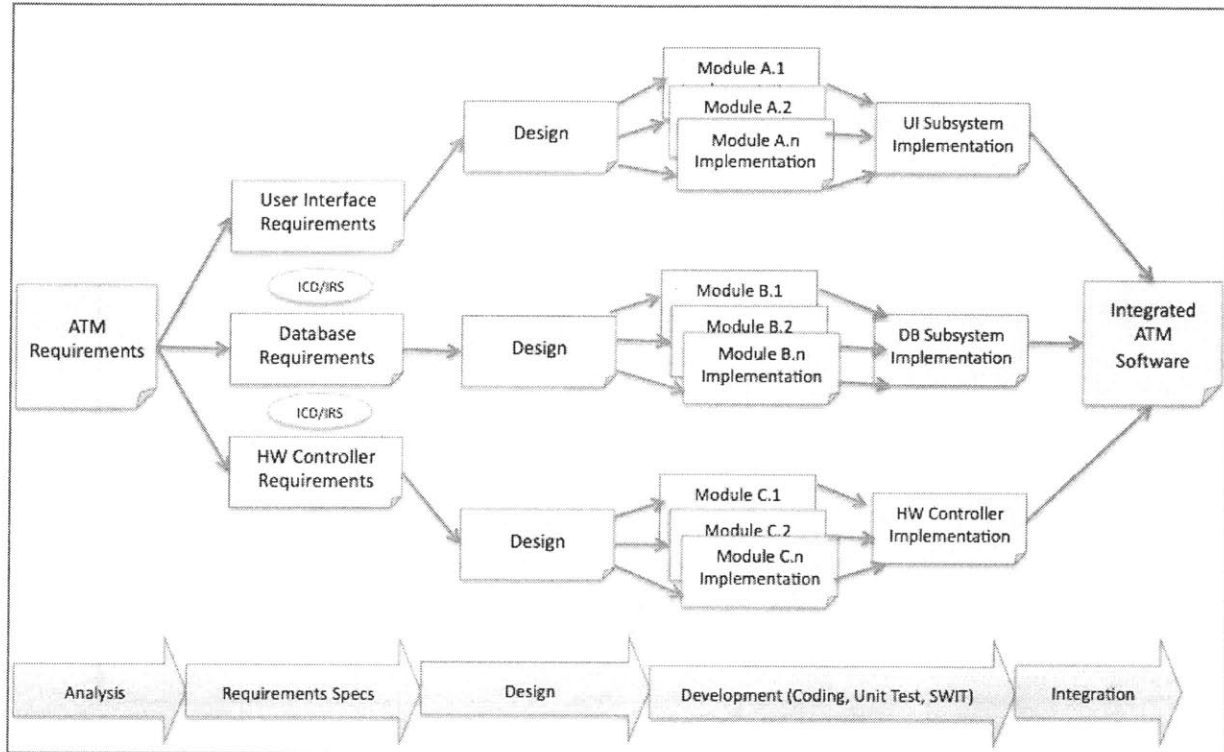 Module A.1
Module A.2
Module A.n
Implementation
Design
UI Subsystem
Implementation
User Interface
Requirements
ICD/IRS
ATM
Requirements
Database
Requirements
Design
Module B.1
Module B.2
Module B.n
Implementation
DB Subsystem
Implementation
Integrated
ATM
Software
ICD/IRS
HW Controller
Requirements
Design
Module C.1
Module C.2
Module C.n
Implementation
HW Controller
Implementation
Analysis
Requirements Specs
Design
Development (Coding, Unit Test, SWIT)
Integration